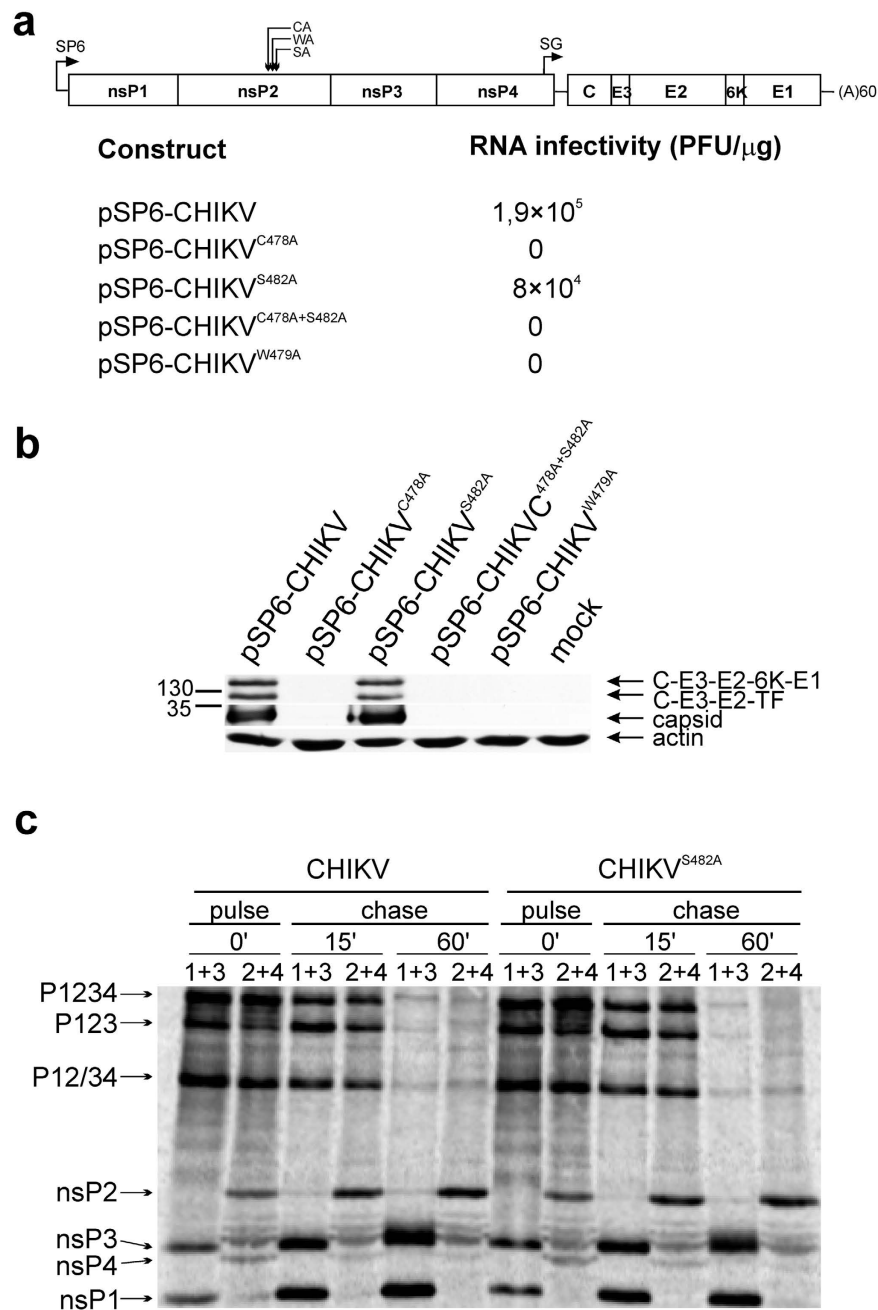 a
CA
WA
SA
SP6
SG
nsP1 nsP2 nsP3 nsP4 C E3 E2 6K E1 (A)60
Construct RNA infectivity (PFU/μg)
pSP6-CHIKV 1,9×10⁵
pSP6-CHIKV^C478A 0
pSP6-CHIKV^S482A 8×10⁴
pSP6-CHIKV^C478A+S482A 0
pSP6-CHIKV^W479A 0
b
pSP6-CHIKV pSP6-CHIKV^C478A pSP6-CHIKV^S482A pSP6-CHIKVC^478A+S482A pSP6-CHIKV^W479A mock
130
35
C-E3-E2-6K-E1
C-E3-E2-TF
capsid
actin
c
CHIKV CHIKV^S482A
pulse chase pulse chase
0' 15' 60' 0' 15' 60'
1+3 2+4 1+3 2+4 1+3 2+4 1+3 2+4 1+3 2+4 1+3 2+4
P1234
P123
P12/34
nsP2
nsP3
nsP4
nsP1